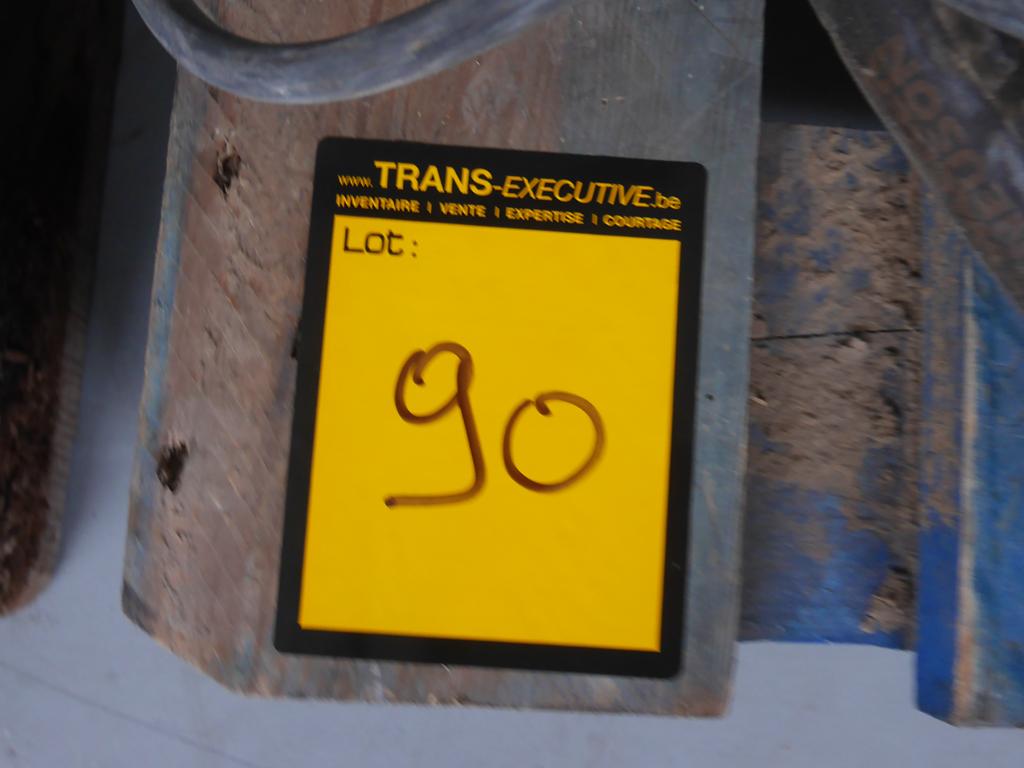 www.TRANS-EXECUTIVE.be
INVENTAIRE | VENTE | EXPERTISE | COURTAGE
Lot:
90